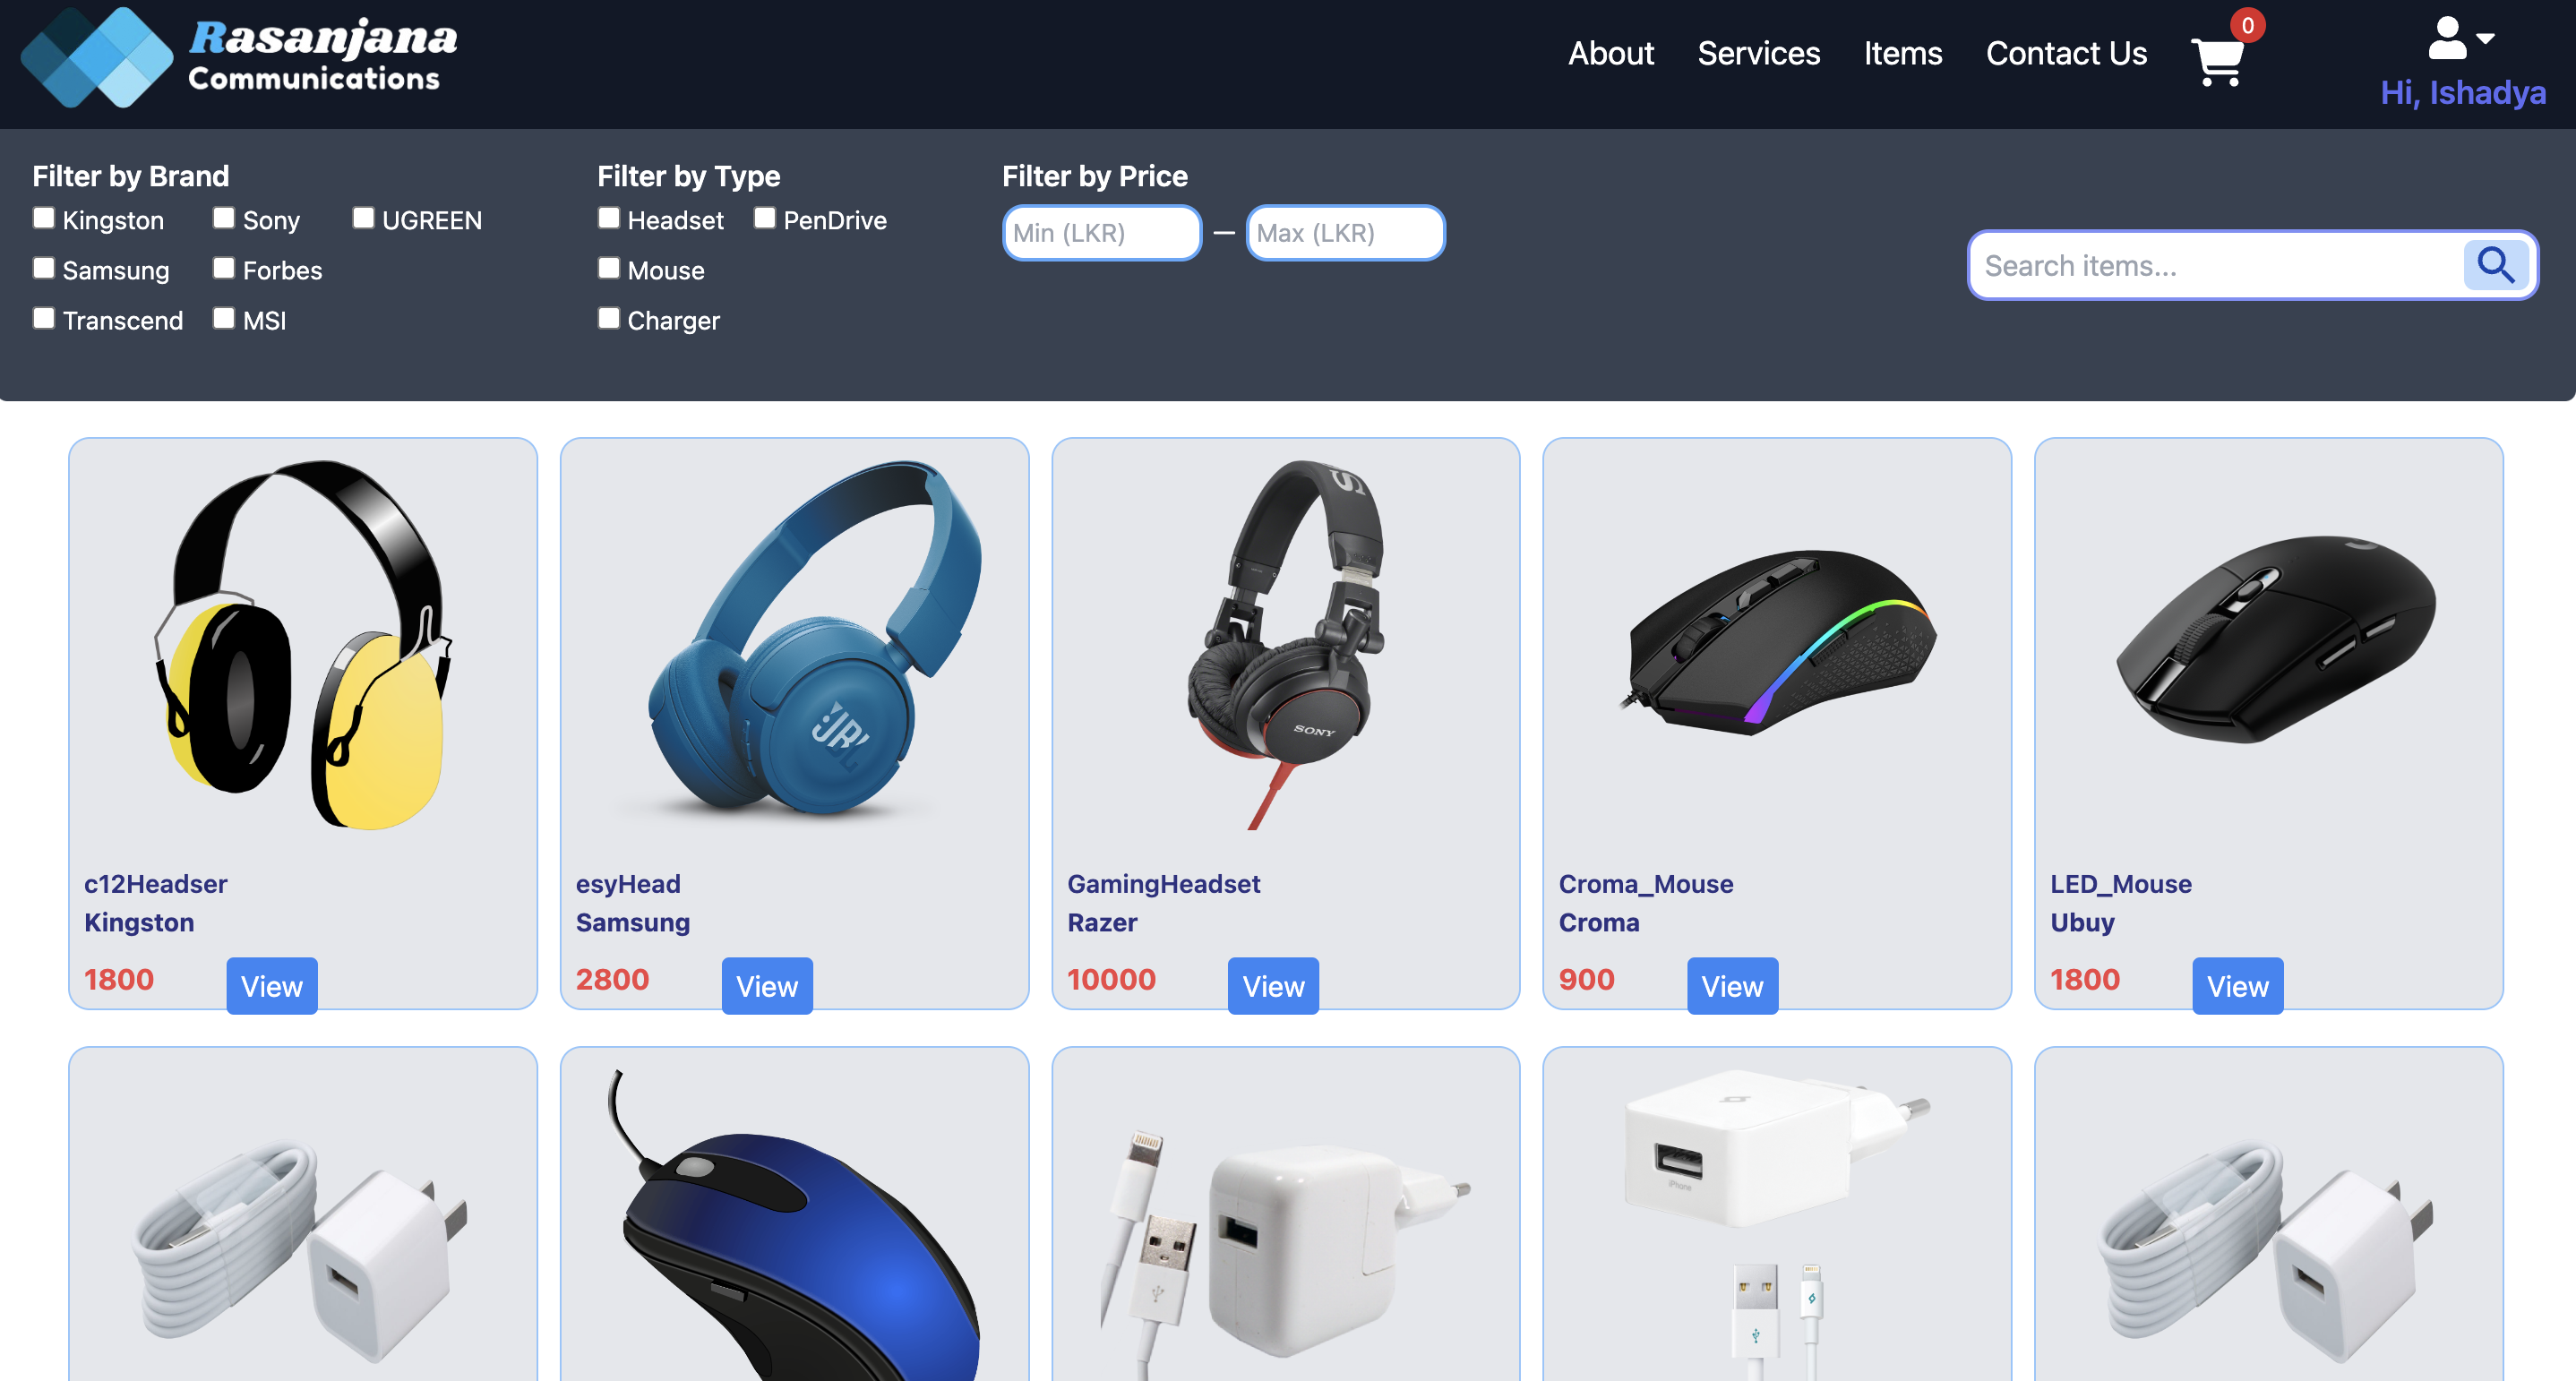 Rasanjana
Communications
About Services Items Contact Us 0
Hi, Ishadya
Filter by Brand
Kingston Sony UGREEN
Samsung Forbes
Transcend MSI
Filter by Type
Headset PenDrive
Mouse
Charger
Filter by Price
Min (LKR) — Max (LKR)
Search items...
JBL
SONY
c12Headser
Kingston
1800 View
esyHead
Samsung
2800 View
GamingHeadset
Razer
10000 View
Croma_Mouse
Croma
900 View
LED_Mouse
Ubuy
1800 View
iPhone